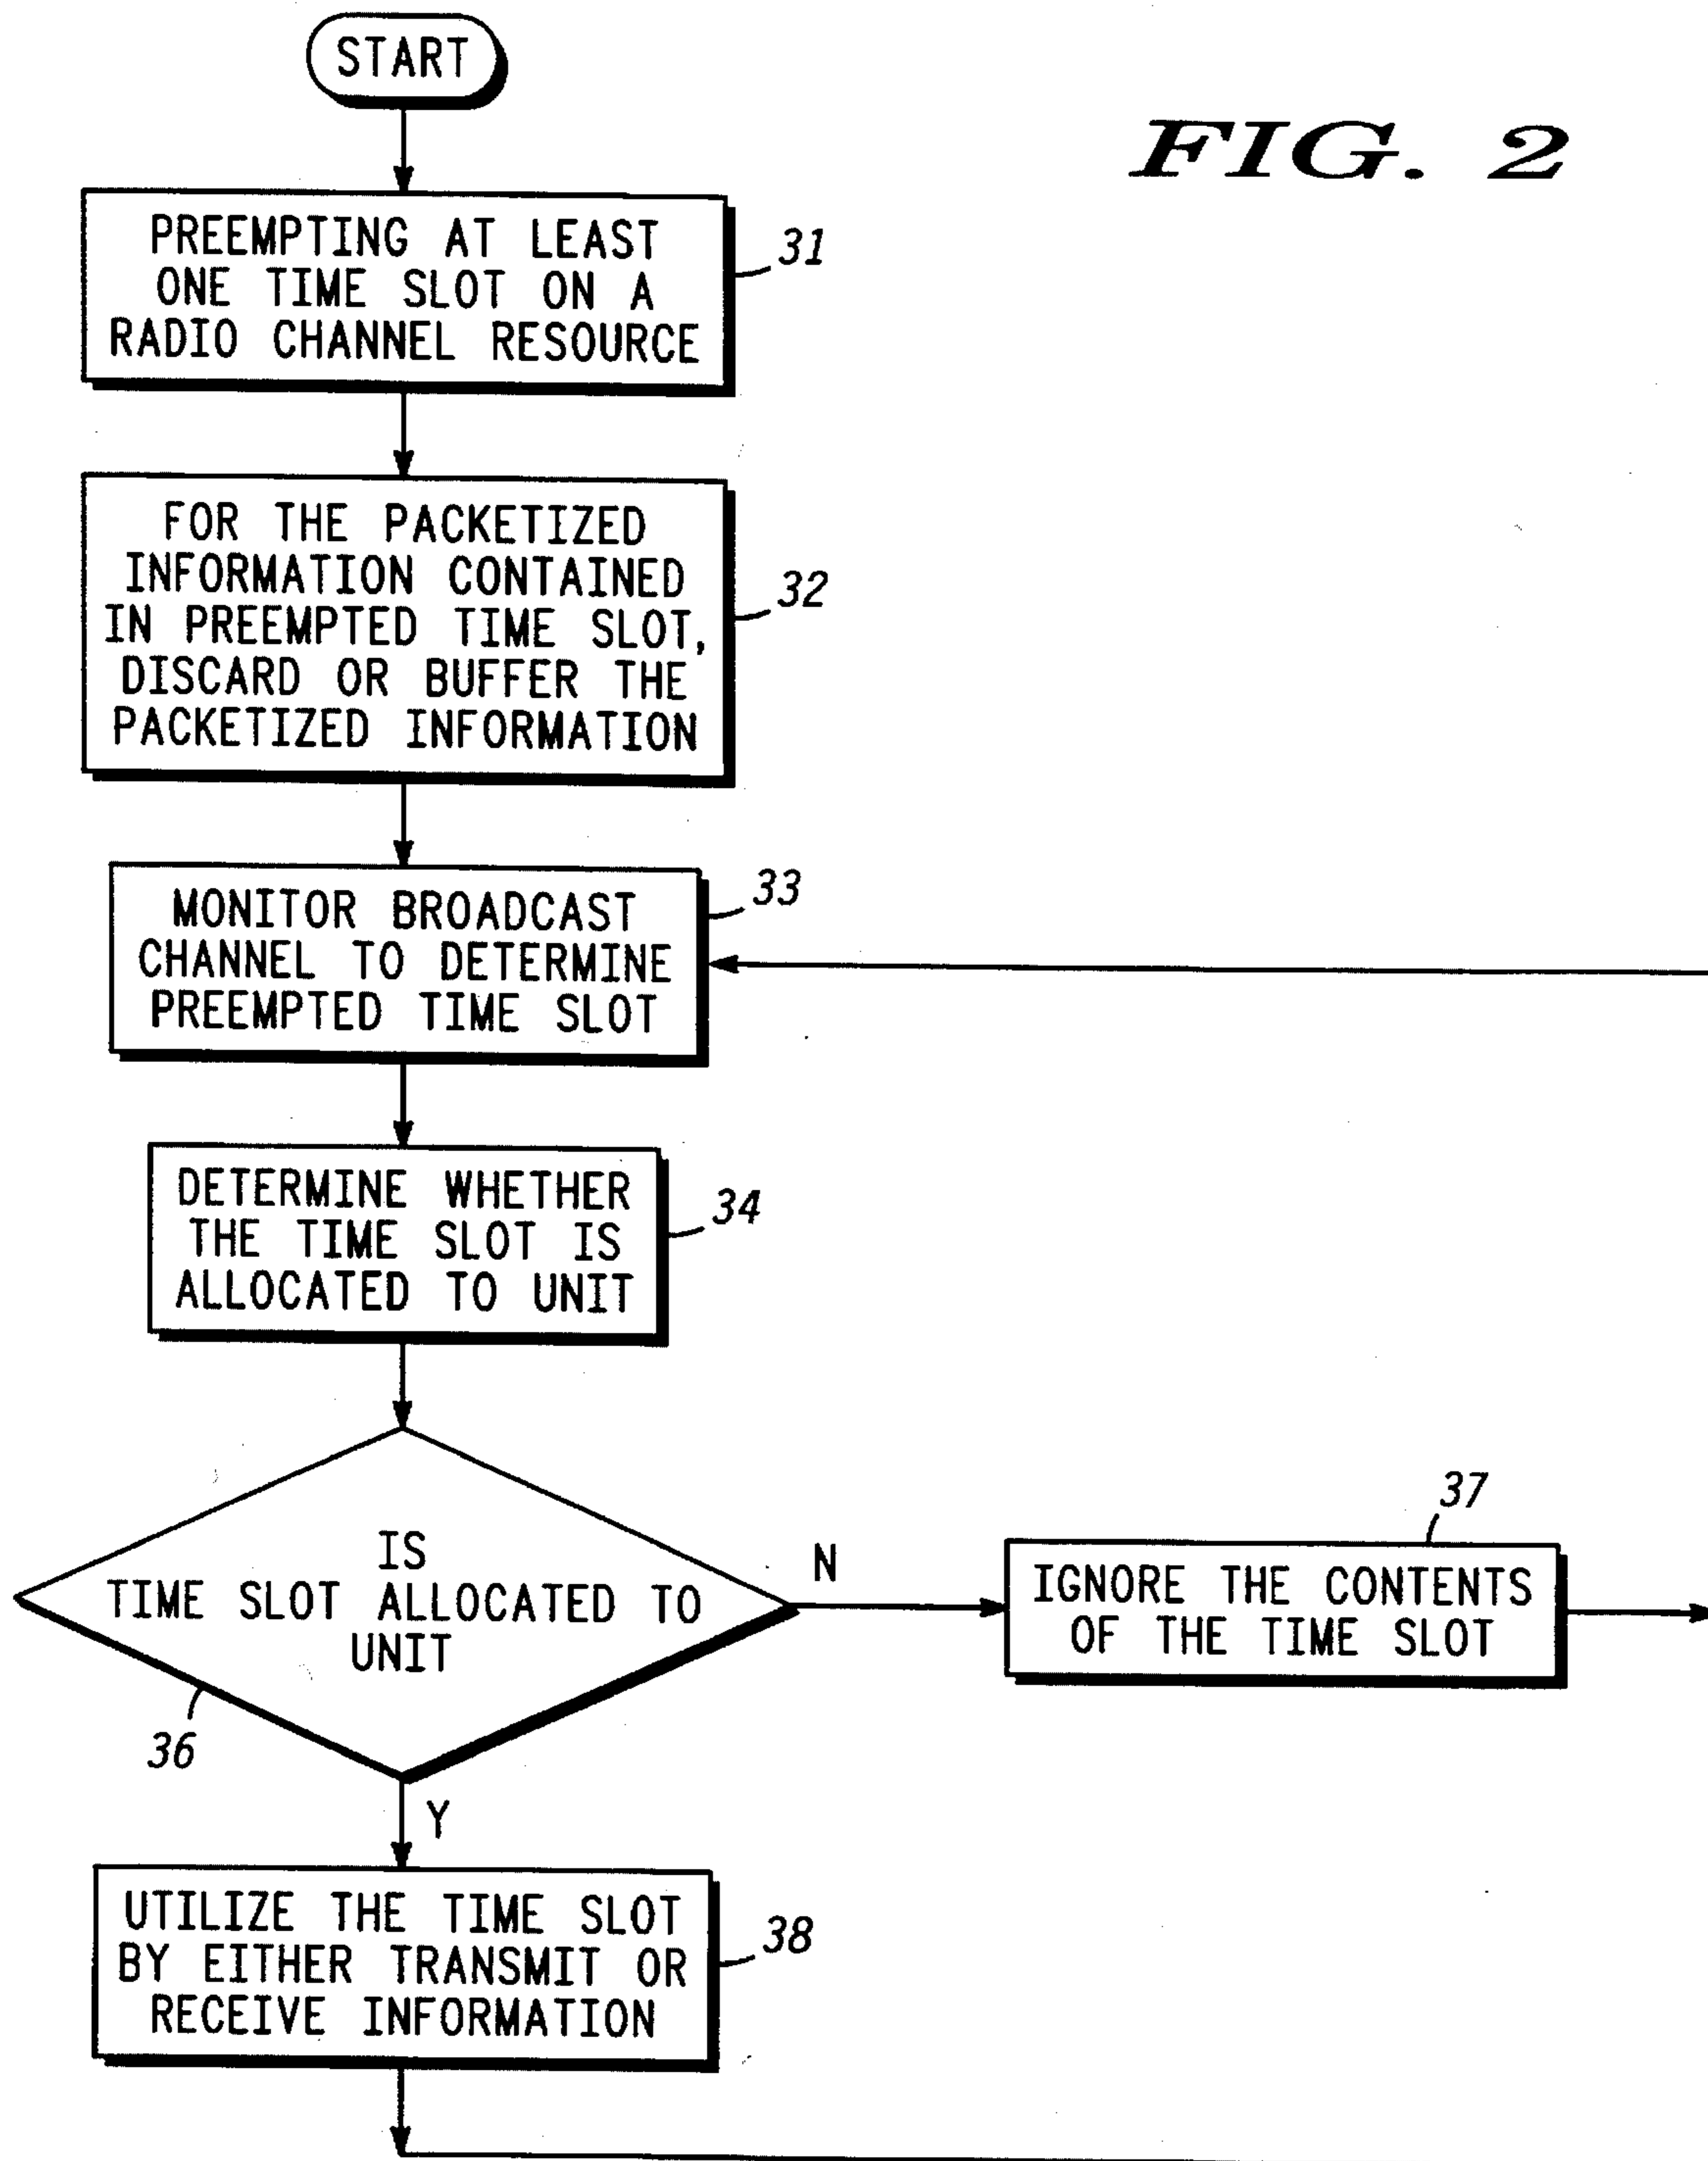 START
FIG. 2
PREEMPTING AT LEAST
ONE TIME SLOT ON A
RADIO CHANNEL RESOURCE
31
FOR THE PACKETIZED
INFORMATION CONTAINED
IN PREEMPTED TIME SLOT,
DISCARD OR BUFFER THE
PACKETIZED INFORMATION
32
MONITOR BROADCAST
CHANNEL TO DETERMINE
PREEMPTED TIME SLOT
33
DETERMINE WHETHER
THE TIME SLOT IS
ALLOCATED TO UNIT
34
IS
TIME SLOT ALLOCATED TO
UNIT
36
N
37
IGNORE THE CONTENTS
OF THE TIME SLOT
Y
UTILIZE THE TIME SLOT
BY EITHER TRANSMIT OR
RECEIVE INFORMATION
38